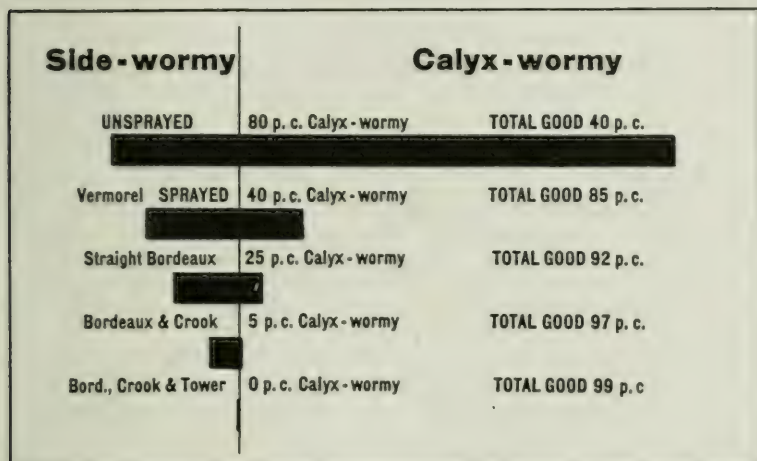 Side-wormy Calyx-wormy
UNSPRAYED 80 p. c. Calyx-wormy TOTAL GOOD 40 p. c.
Vermorel SPRAYED 40 p. c. Calyx-wormy TOTAL GOOD 85 p. c.
Straight Bordeaux 25 p. c. Calyx-wormy TOTAL GOOD 92 p. c.
Bordeaux & Crook 5 p. c. Calyx-wormy TOTAL GOOD 97 p. c.
Bord., Crook & Tower 0 p. c. Calyx-wormy TOTAL GOOD 99 p. c